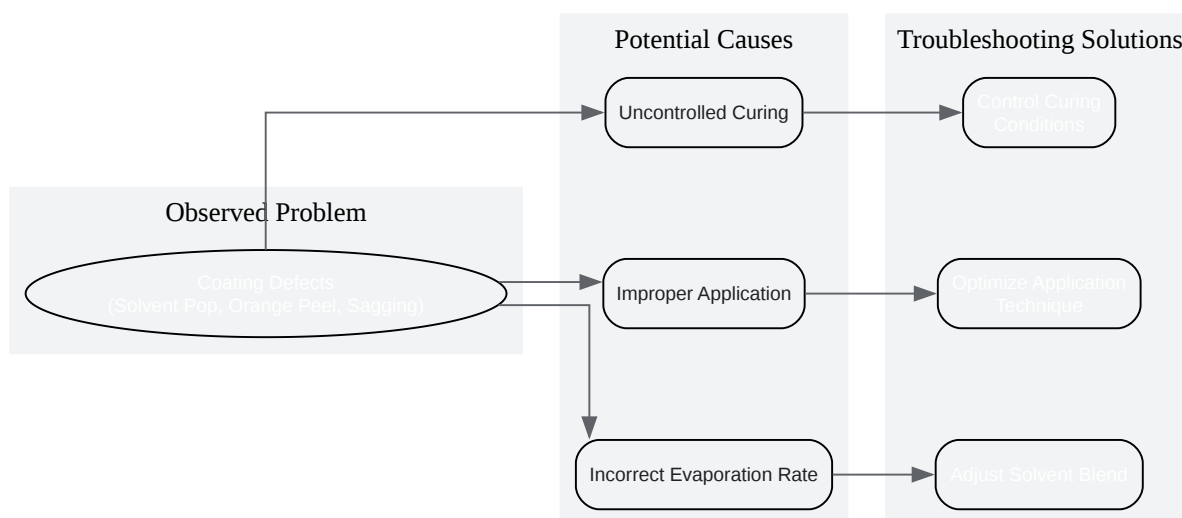 Potential Causes
Troubleshooting Solutions
Uncontrolled Curing
Control Curing
Conditions
Observed Problem
Coating Defects
(Solvent Pop, Orange Peel, Sagging)
Improper Application
Optimize Application
Technique
Incorrect Evaporation Rate
Adjust Solvent Blend